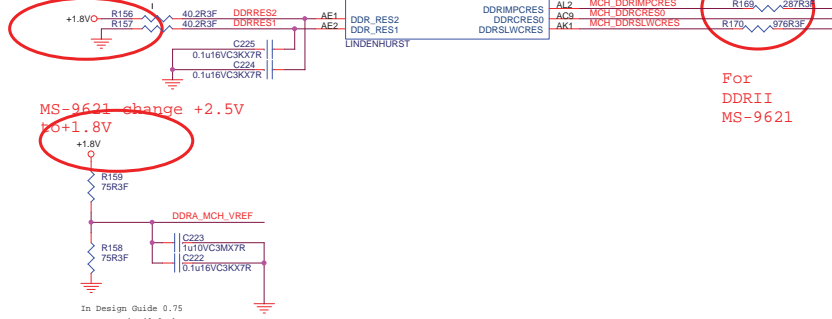 +1.8V
R156 40.2R3F DDRRES2 AE1 DDR_RES2
R157 40.2R3F DDRRES1 AE2 DDR_RES1
LINDENHURST
DDRIMPCRES AL2 MCH_DDRIMPCRES R169 287R3F
DDRCRES0 AC9 MCH_DDRCRES0
DDRSLWCRES AK1 MCH_DDRSLWCRES R170 976R3F
C225
0.1u16VC3KX7R
C224
0.1u16VC3KX7R
For
DDRII
MS-9621
MS-9621 change +2.5V
to+1.8V
+1.8V
R159
75R3F
DDRA_MCH_VREF
C223
1u10VC3MX7R
C222
0.1u16VC3KX7R
R158
75R3F
In Design Guide 0.75